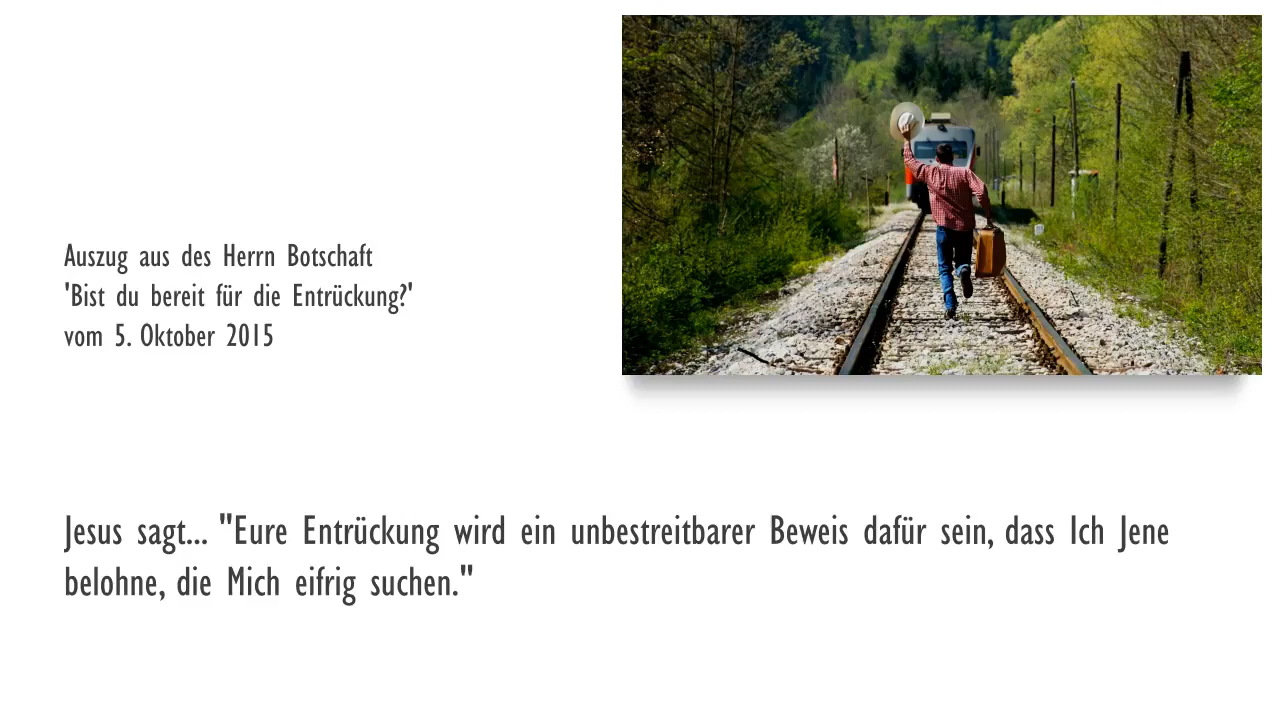 Auszug aus des Herrn Botschaft
'Bist du bereit für die Entrückung?'
vom 5. Oktober 2015
Jesus sagt... "Eure Entrückung wird ein unbestreitbarer Beweis dafür sein, dass Ich Jene
belohne, die Mich eifrig suchen."